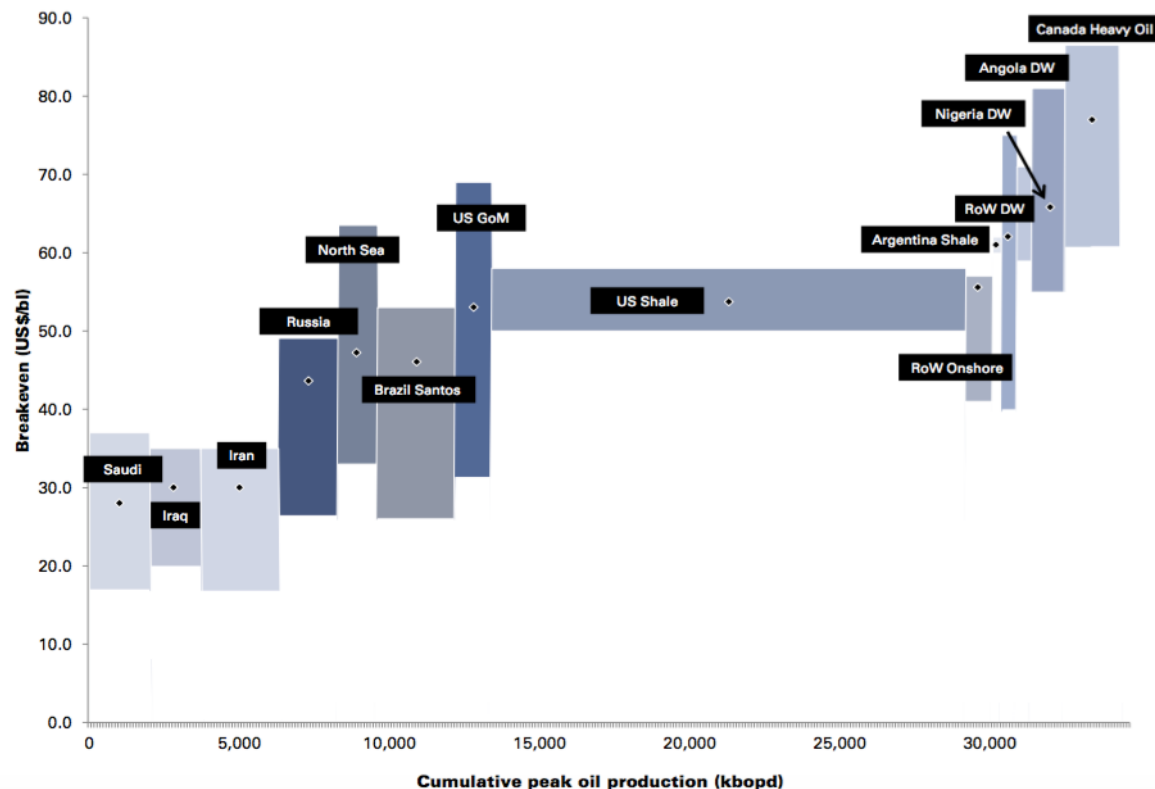 90.0
80.0
70.0
60.0
50.0
40.0
30.0
20.0
10.0
0.0
Breakeven (US$/bl)
Canada Heavy Oil
Angola DW
Nigeria DW
RoW DW
Argentina Shale
US GoM
North Sea
US Shale
Russia
RoW Onshore
Brazil Santos
Iran
Saudi
Iraq
0 5,000 10,000 15,000 20,000 25,000 30,000
Cumulative peak oil production (kbopd)